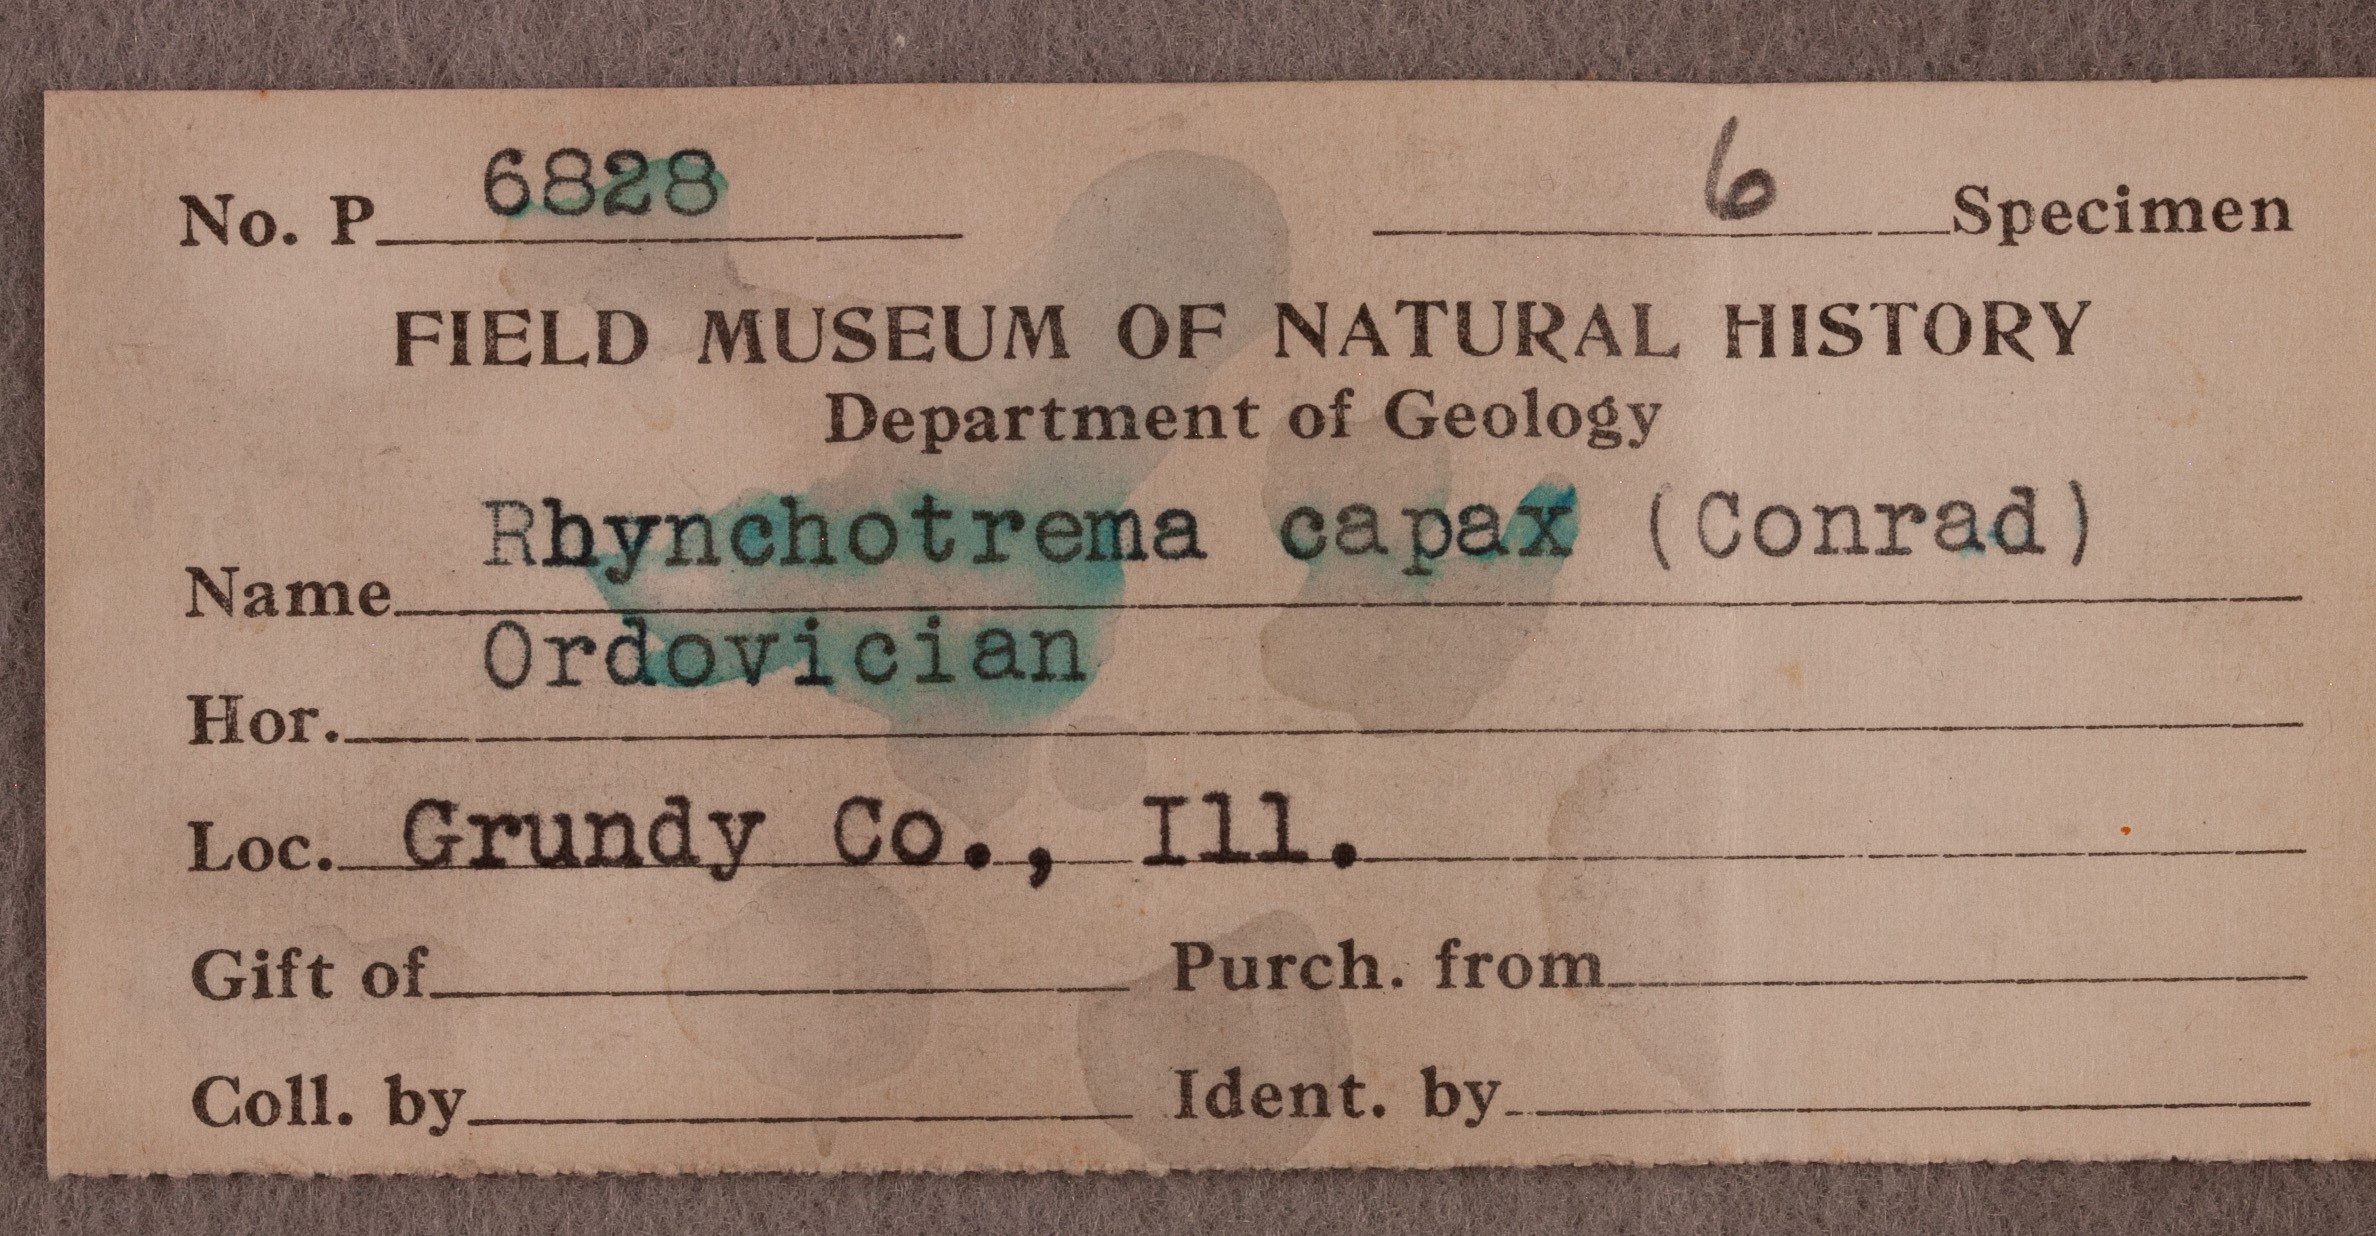 No. P 6828 6 Specimen
FIELD MUSEUM OF NATURAL HISTORY
Department of Geology
Name Rhynchotrema capax (Conrad)
Hor. Ordovician
Loc. Grundy Co., Ill.
Gift of Purch. from
Coll. by Ident. by